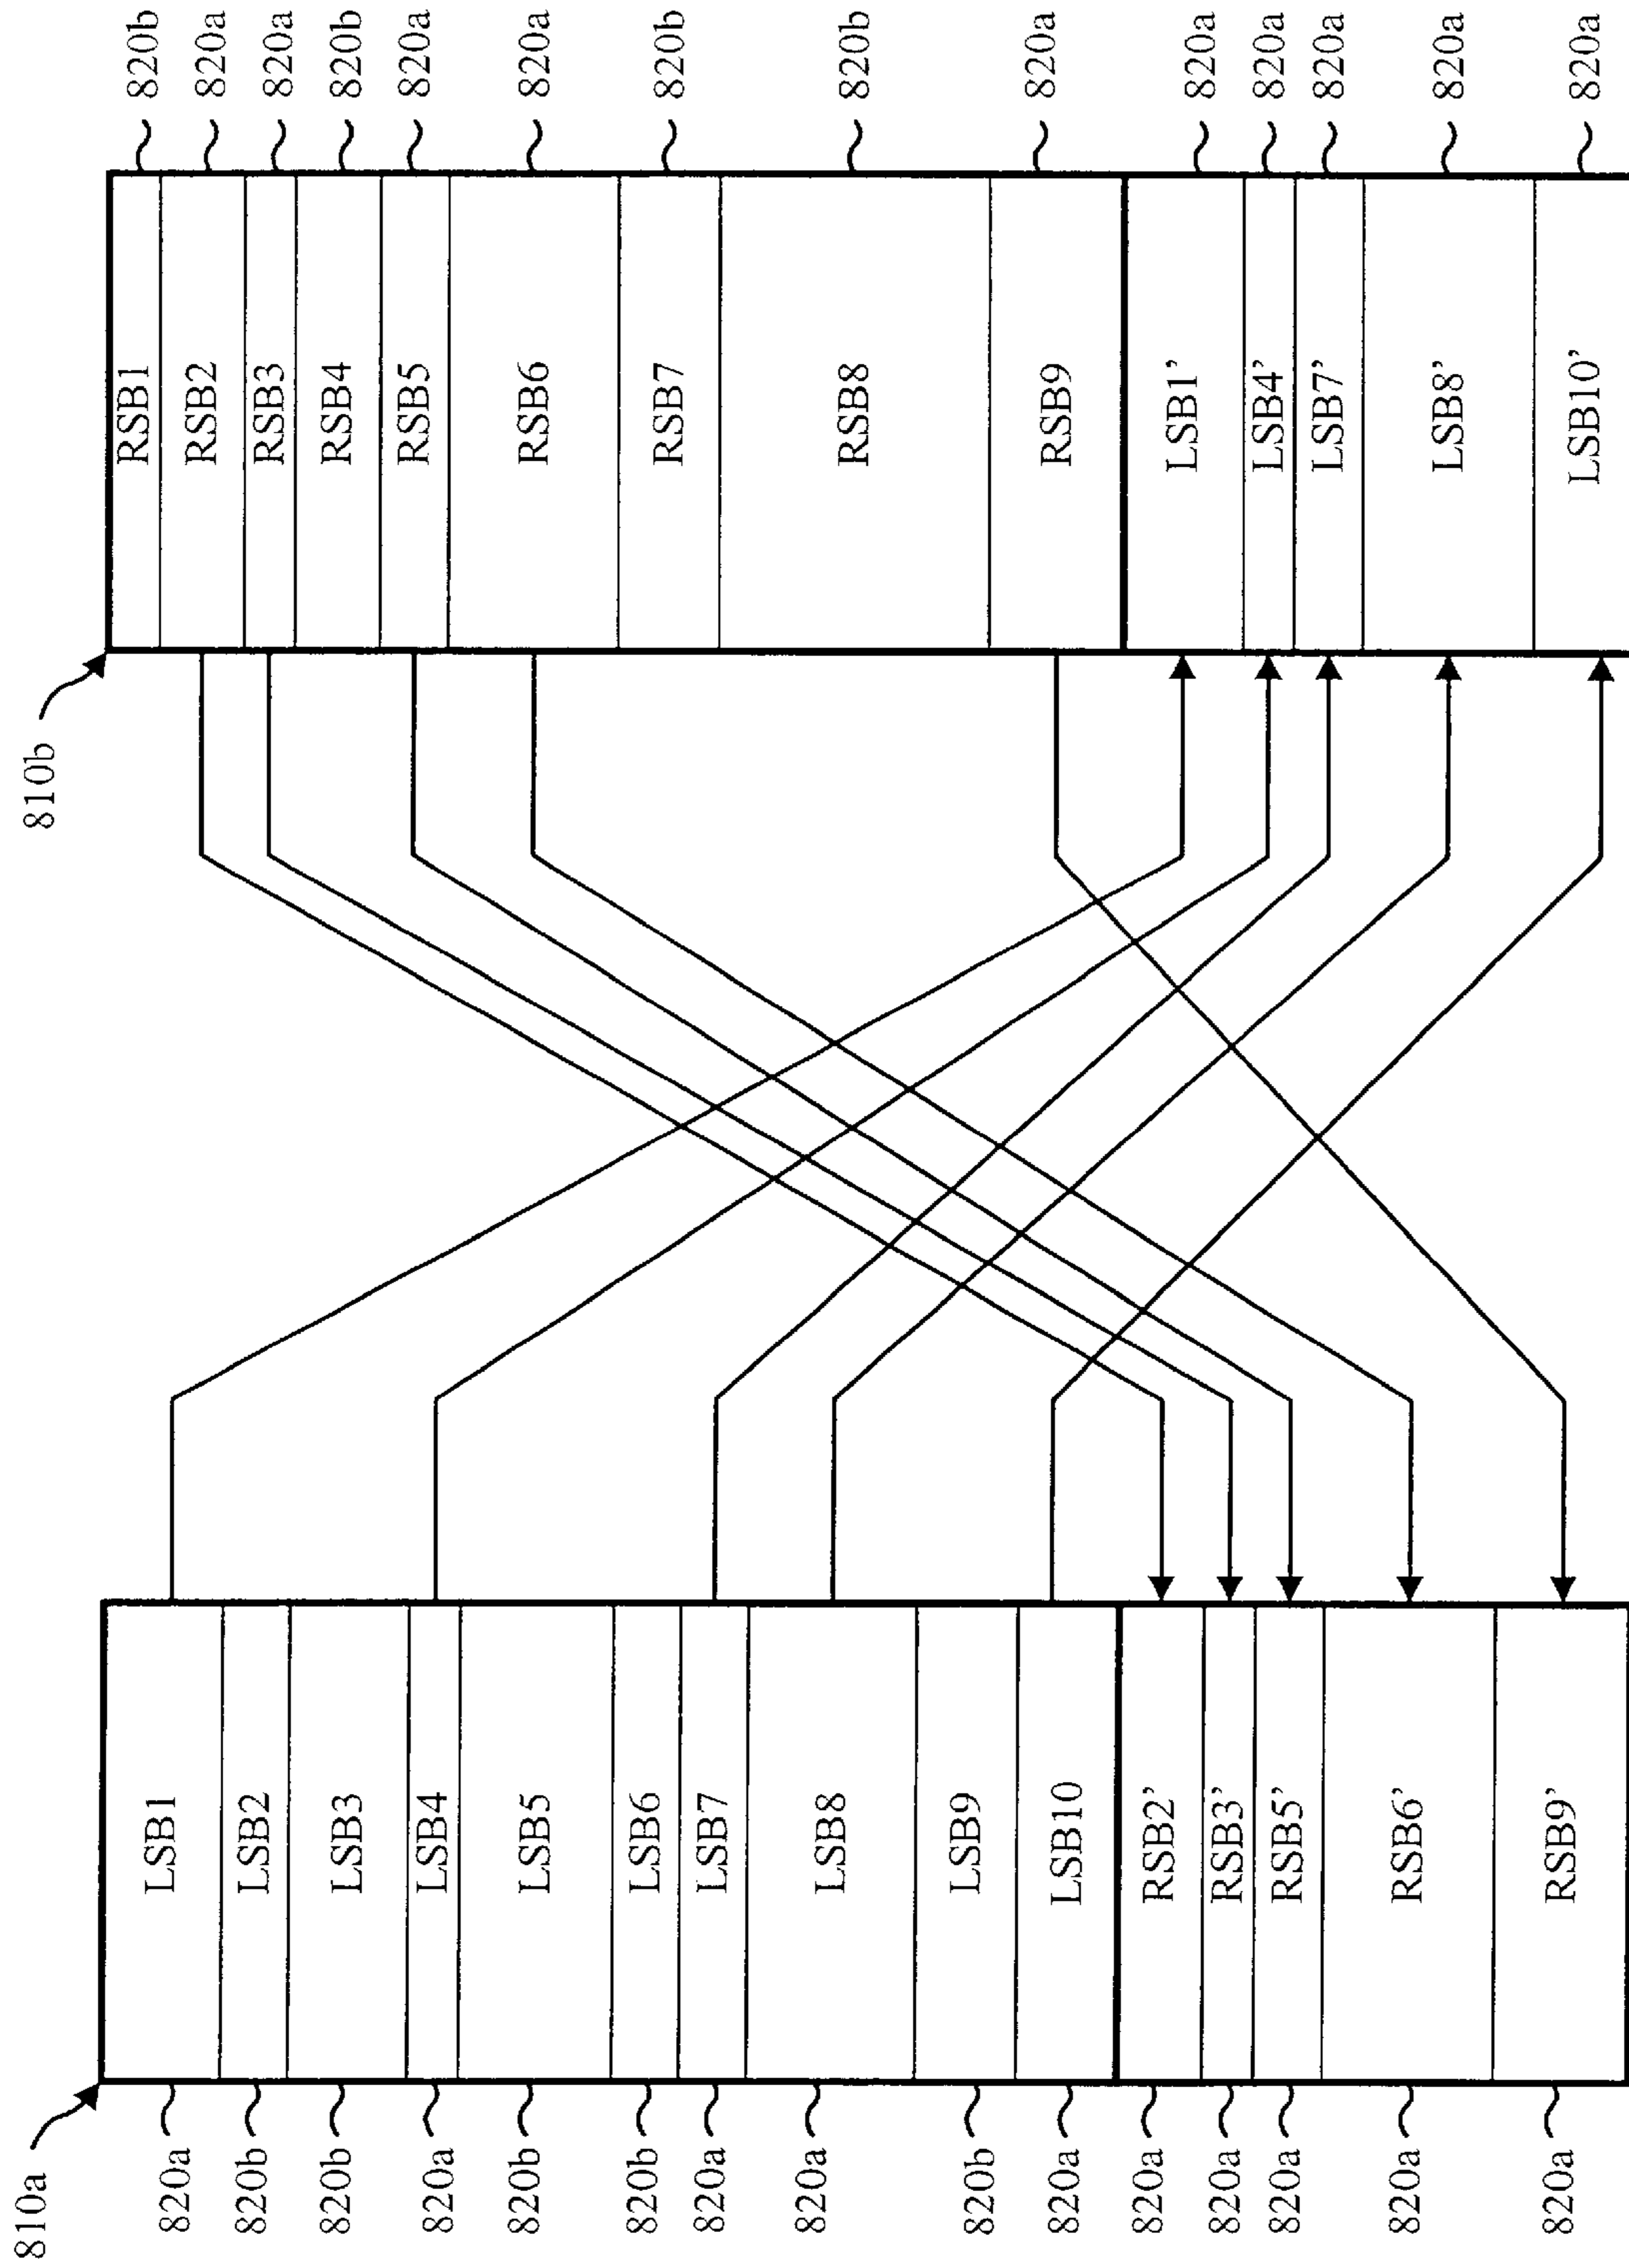 810a
820a LSB1
820b LSB2
820b LSB3
820a LSB4
820b LSB5
820b LSB6
820a LSB7
820a LSB8
820b LSB9
820a LSB10
820a RSB2’
820a RSB3’
820a RSB5’
820a RSB6’
820a RSB9’
810b
RSB1 820b
RSB2 820a
RSB3 820a
RSB4 820b
RSB5 820a
RSB6 820a
RSB7 820b
RSB8 820b
RSB9 820a
LSB1’ 820a
LSB4’ 820a
LSB7’ 820a
LSB8’ 820a
LSB10’ 820a